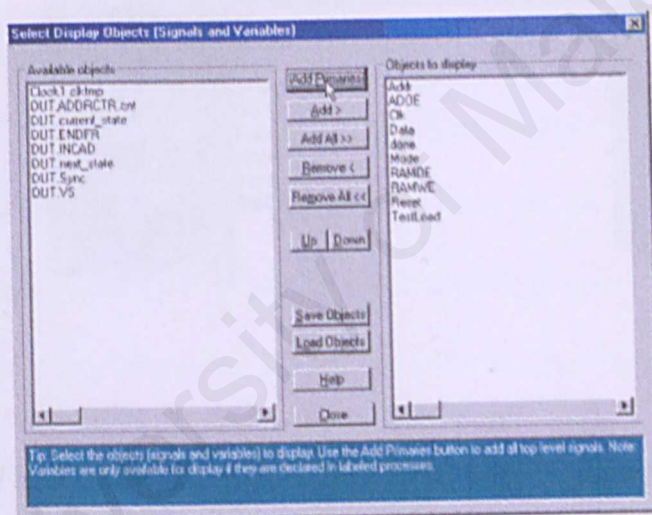 Select Display Objects (Signals and Variables)
Available objects
Clock1.clktmp
DUT.ADDRCTR.cnt
DUT.current_state
DUT.ENDFR
DUT.INCAD
DUT.next_state
DUT.Sync
DUT.VS
Add Primaries
Add >
Add All >>
Remove <
Remove All <<
Up Down
Save Objects
Load Objects
Help
Close
Objects to display
Addr
ADOE
Clk
Data
done
Mode
RAMOE
RAMWE
Reset
TestLoad
Tip: Select the objects (signals and variables) to display. Use the Add Primaries button to add all top level signals. Note:
Variables are only available for display if they are declared in labeled processes.